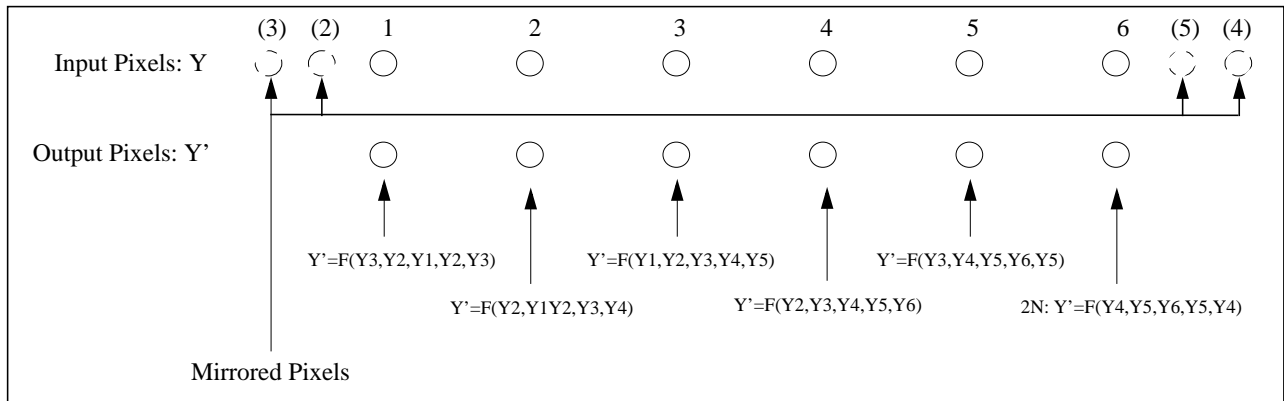 (3) (2) 1 2 3 4 5 6 (5) (4)
Input Pixels: Y
Output Pixels: Y’
Y’=F(Y3,Y2,Y1,Y2,Y3) Y’=F(Y1,Y2,Y3,Y4,Y5) Y’=F(Y3,Y4,Y5,Y6,Y5)
Y’=F(Y2,Y1Y2,Y3,Y4) Y’=F(Y2,Y3,Y4,Y5,Y6) 2N: Y’=F(Y4,Y5,Y6,Y5,Y4)
Mirrored Pixels